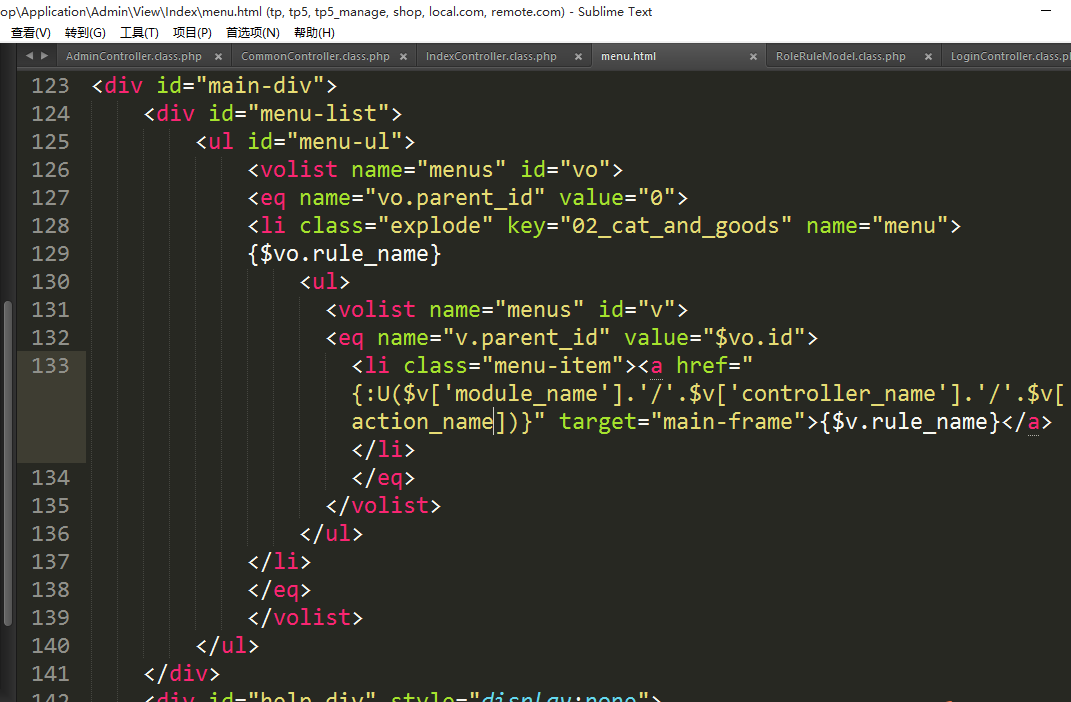 op\Application\Admin\View\Index\menu.html (tp, tp5, tp5_manage, shop, local.com, remote.com) - Sublime Text
查看(V) 转到(G) 工具(T) 项目(P) 首选项(N) 帮助(H)
AdminController.class.php × CommonController.class.php × IndexController.class.php × menu.html × RoleRuleModel.class.php × LoginController.class.p
123 <div id="main-div">
124 <div id="menu-list">
125 <ul id="menu-ul">
126 <volist name="menus" id="vo">
127 <eq name="vo.parent_id" value="0">
128 <li class="explode" key="02_cat_and_goods" name="menu">
129 {$vo.rule_name}
130 <ul>
131 <volist name="menus" id="v">
132 <eq name="v.parent_id" value="$vo.id">
133 <li class="menu-item"><a href="
{:U($v['module_name'].'/'.$v['controller_name'].'/'.$v[
action_name])}" target="main-frame">{$v.rule_name}</a>
</li>
134 </eq>
135 </volist>
136 </ul>
137 </li>
138 </eq>
139 </volist>
140 </ul>
141 </div>
142 <div id="help-div" style="display:none">